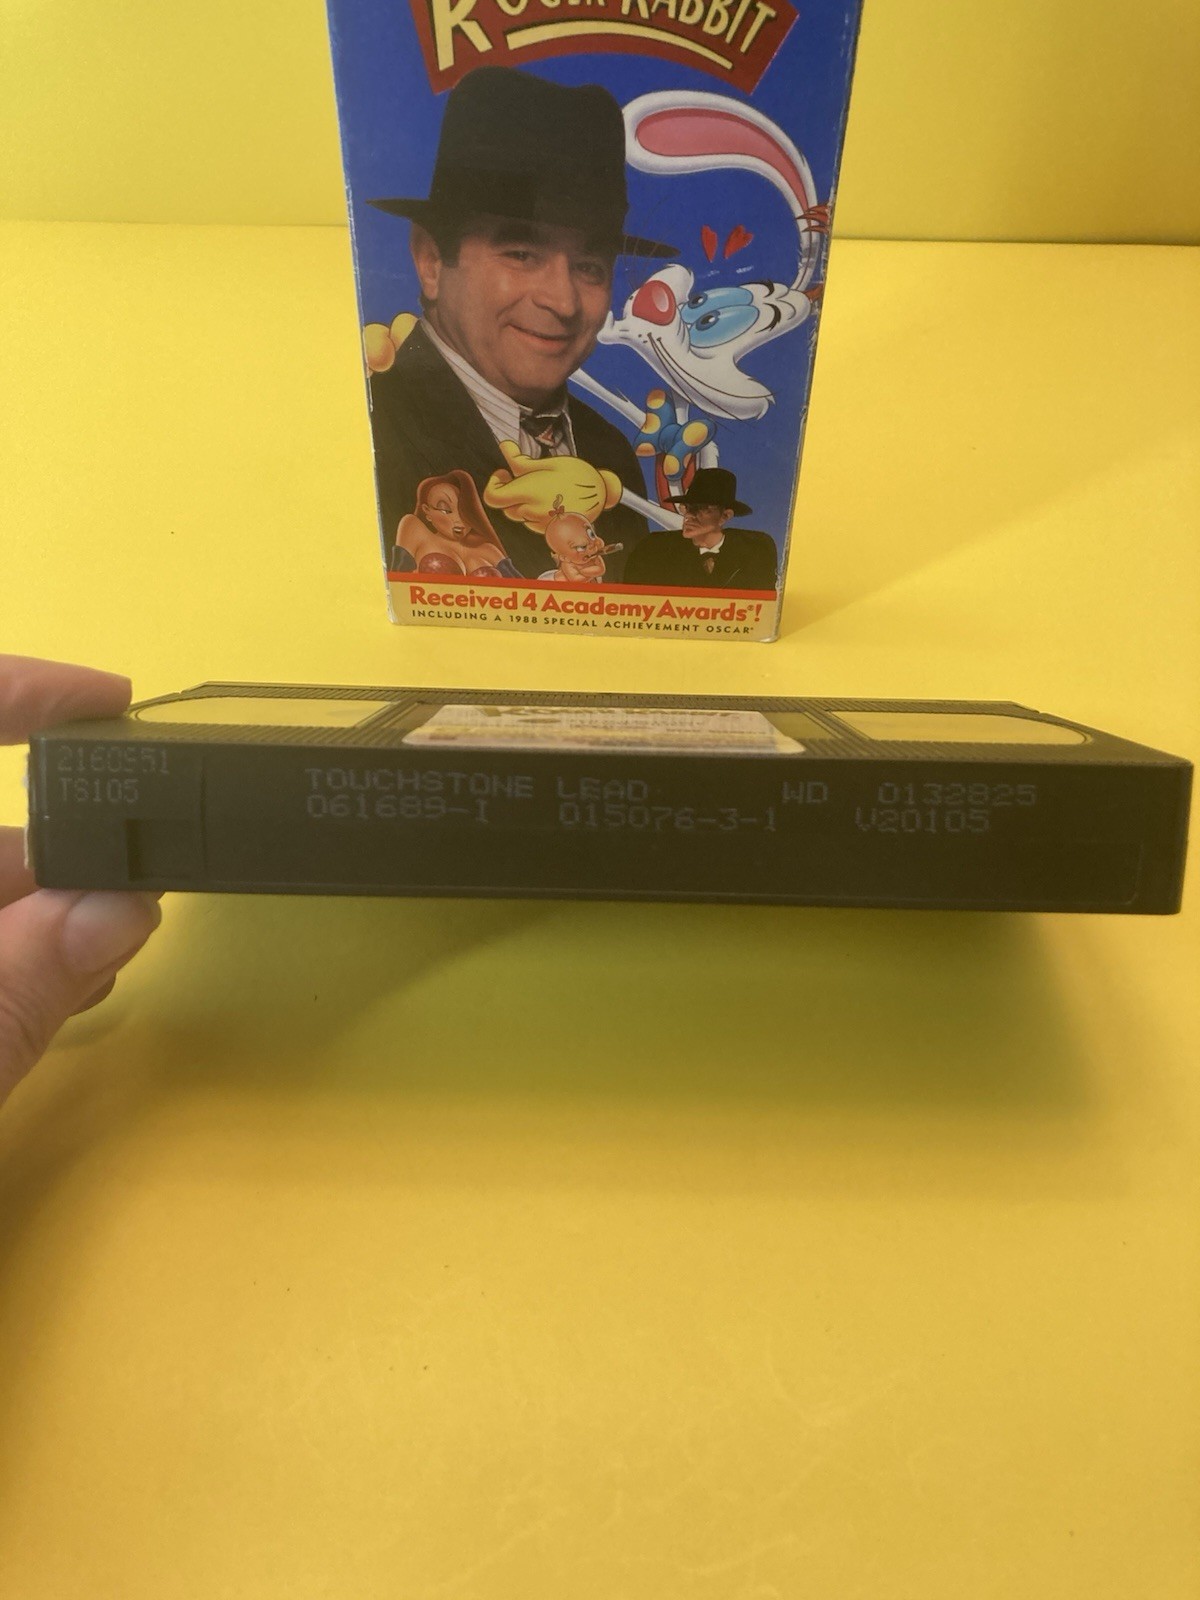 ROGER RABBIT
Received 4 Academy Awards®!
INCLUDING A 1988 SPECIAL ACHIEVEMENT OSCAR®
TS105
TOUCHSTONE LEAD WD 0132825
061689-I 015076-3-1 V20105